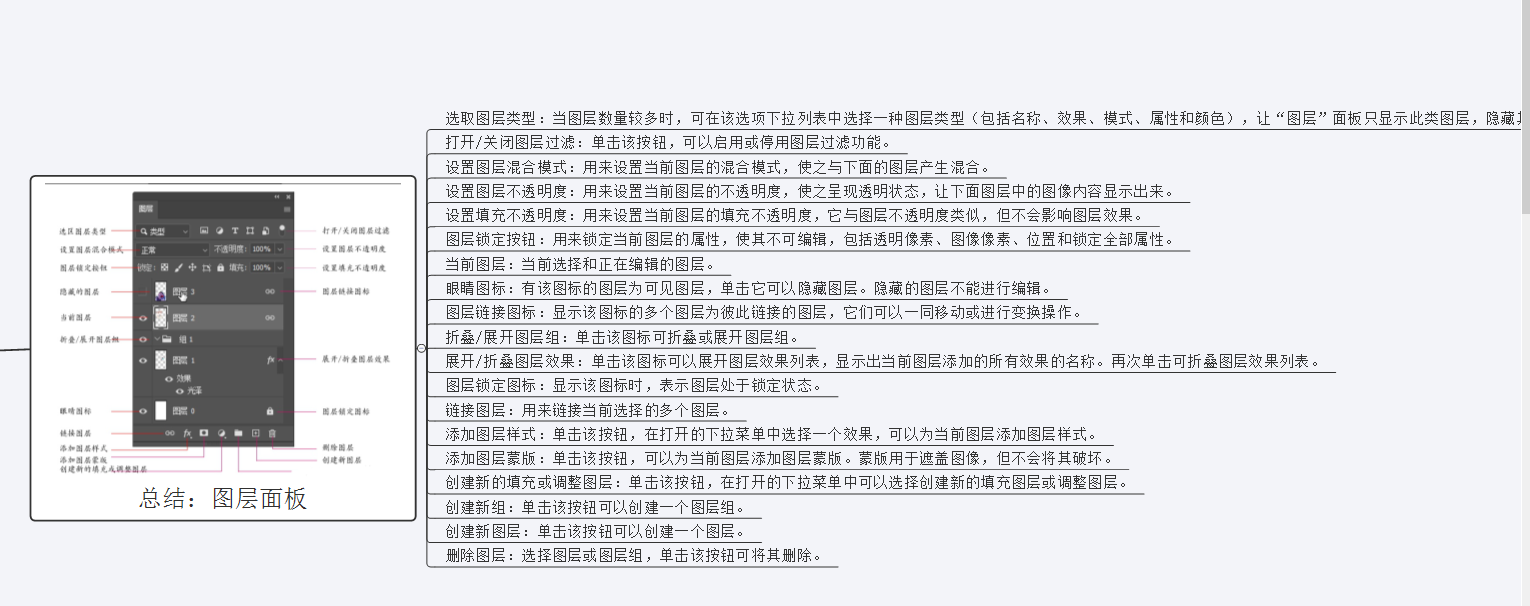 选取图层类型：当图层数量较多时，可在该选项下拉列表中选择一种图层类型（包括名称、效果、模式、属性和颜色），让“图层”面板只显示此类图层，隐藏
打开/关闭图层过滤：单击该按钮，可以启用或停用图层过滤功能。
设置图层混合模式：用来设置当前图层的混合模式，使之与下面的图层产生混合。
设置图层不透明度：用来设置当前图层的不透明度，使之呈现透明状态，让下面图层中的图像内容显示出来。
设置填充不透明度：用来设置当前图层的填充不透明度，它与图层不透明度类似，但不会影响图层效果。
图层锁定按钮：用来锁定当前图层的属性，使其不可编辑，包括透明像素、图像像素、位置和锁定全部属性。
当前图层：当前选择和正在编辑的图层。
眼睛图标：有该图标的图层为可见图层，单击它可以隐藏图层。隐藏的图层不能进行编辑。
图层链接图标：显示该图标的多个图层为彼此链接的图层，它们可以一同移动或进行变换操作。
折叠/展开图层组：单击该图标可折叠或展开图层组。
展开/折叠图层效果：单击该图标可以展开图层效果列表，显示出当前图层添加的所有效果的名称。再次单击可折叠图层效果列表。
图层锁定图标：显示该图标时，表示图层处于锁定状态。
链接图层：用来链接当前选择的多个图层。
添加图层样式：单击该按钮，在打开的下拉菜单中选择一个效果，可以为当前图层添加图层样式。
添加图层蒙版：单击该按钮，可以为当前图层添加图层蒙版。蒙版用于遮盖图像，但不会将其破坏。
创建新的填充或调整图层：单击该按钮，在打开的下拉菜单中可以选择创建新的填充图层或调整图层。
创建新组：单击该按钮可以创建一个图层组。
创建新图层：单击该按钮可以创建一个图层。
删除图层：选择图层或图层组，单击该按钮可将其删除。
图层
选区图层类型
类型
打开/关闭图层过滤
设置图层混合模式
正常
不透明度：100%
设置图层不透明度
图层锁定按钮
锁定：
填充：100%
设置填充不透明度
隐藏的图层
图层 3
图层链接图标
当前图层
图层 2
折叠/展开图层组
组 1
图层 1
fx
展开/折叠图层效果
效果
光泽
眼睛图标
图层 0
图层锁定图标
链接图层
fx
删除图层
添加图层样式
添加图层蒙版
创建新图层
创建新的填充或调整图层
总结：图层面板